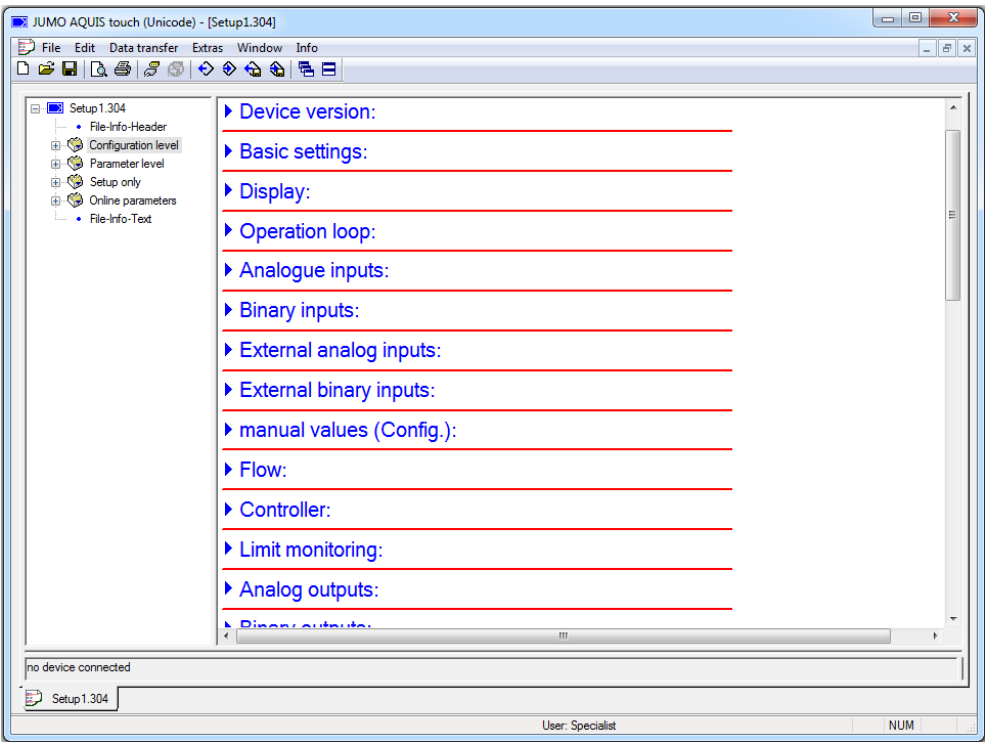 JUMO AQUIS touch (Unicode) - [Setup1.304]
File Edit Data transfer Extras Window Info
Setup1.304
File-Info-Header
Configuration level
Parameter level
Setup only
Online parameters
File-Info-Text
Device version:
Basic settings:
Display:
Operation loop:
Analogue inputs:
Binary inputs:
External analog inputs:
External binary inputs:
manual values (Config.):
Flow:
Controller:
Limit monitoring:
Analog outputs:
Binary outputs:
no device connected
Setup1.304
User: Specialist
NUM